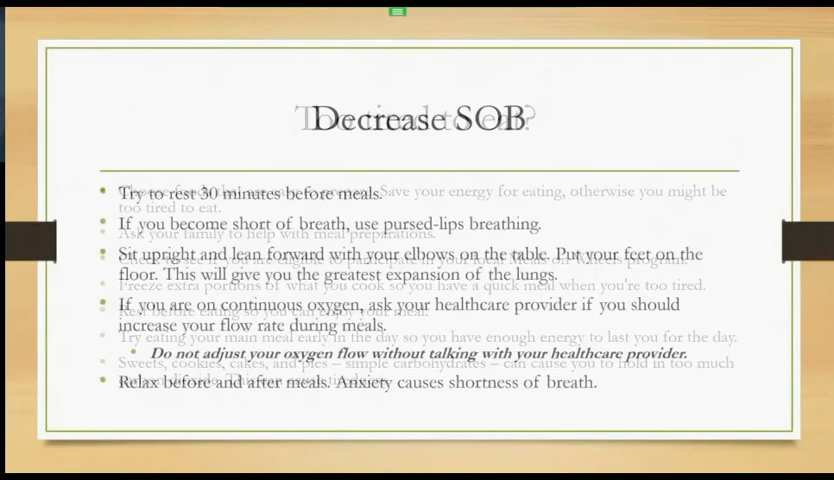 Decrease SOB
Too tired to eat?
• Try to rest 30 minutes before meals.
• If you become short of breath, use pursed-lips breathing.
• Sit upright and lean forward with your elbows on the table. Put your feet on the
floor. This will give you the greatest expansion of the lungs.
• If you are on continuous oxygen, ask your healthcare provider if you should
increase your flow rate during meals.
• Do not adjust your oxygen flow without talking with your healthcare provider.
• Relax before and after meals. Anxiety causes shortness of breath.
Save your energy for eating, otherwise you might be
too tired to eat.
Ask your family to help with meal preparations.
Freeze extra portions of what you cook so you have a quick meal when you're too tired.
Rest before eating so you can enjoy your meal.
Try eating your main meal early in the day so you have enough energy to last you for the day.
Sweets, cookies, cakes, and pies – simple carbohydrates – can cause you to hold in too much